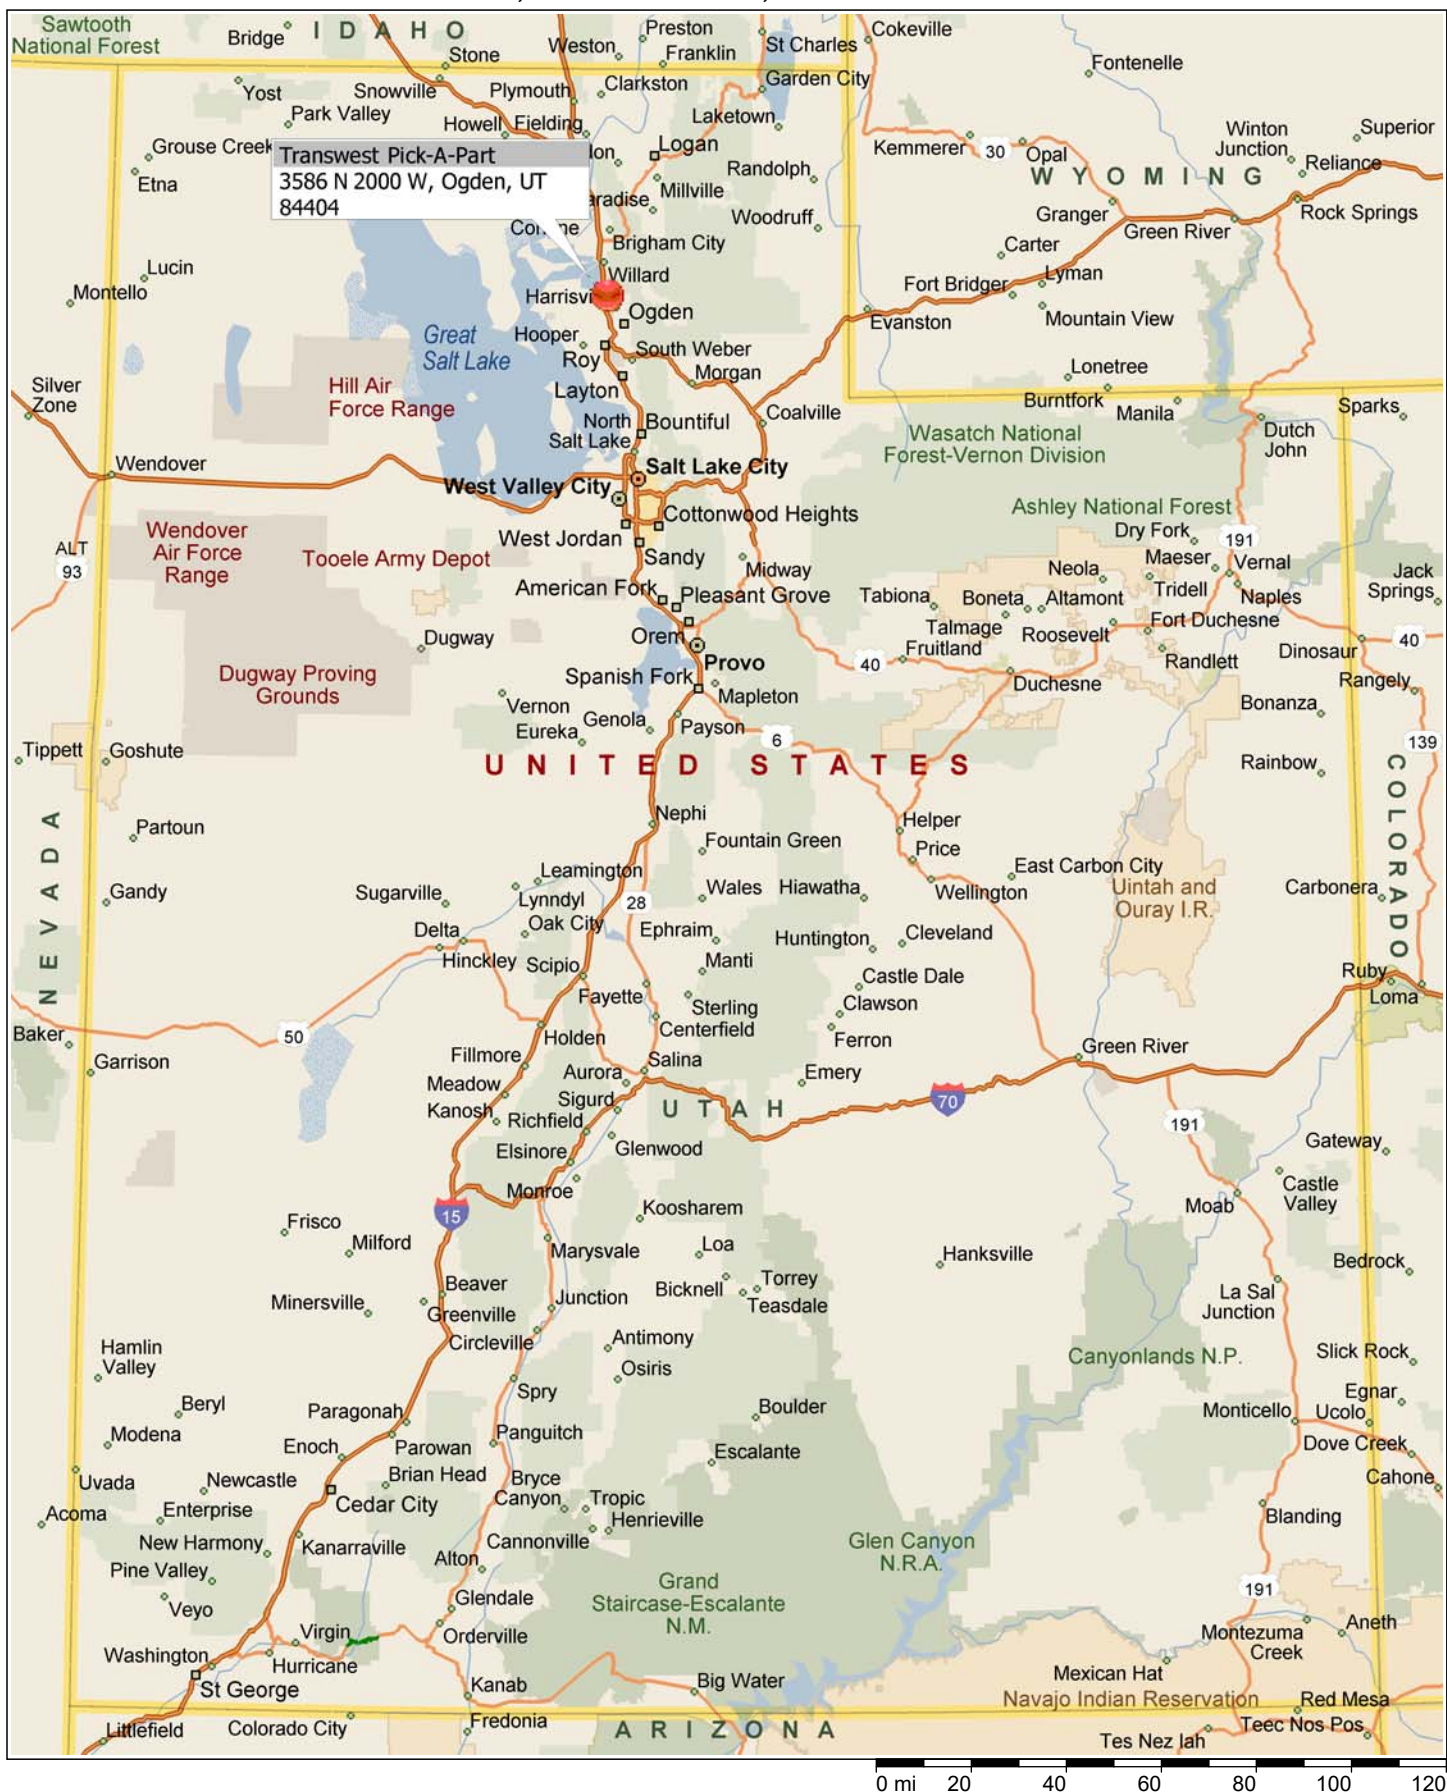 Sawtooth
National Forest
Bridge
IDAHO
Stone
Weston
Preston
Franklin
St Charles
Cokeville
Fontenelle
Yost
Snowville
Plymouth
Clarkston
Garden City
Park Valley
Howell
Fielding
Laketown
Grouse Creek
Logan
Kemmerer
30
Opal
Winton
Junction
Superior
Reliance
Etna
Transwest Pick-A-Part
3586 N 2000 W, Ogden, UT
84404
Millville
Randolph
WYOMING
Woodruff
Granger
Green River
Rock Springs
Brigham City
Carter
Lucin
Willard
Fort Bridger
Lyman
Montello
Harrisvi
Ogden
Evanston
Mountain View
Great
Salt Lake
Hooper
Roy
South Weber
Morgan
Lonetree
Silver
Zone
Hill Air
Force Range
Layton
Burntfork
Manila
Sparks
North
Salt Lake
Bountiful
Coalville
Wasatch National
Forest-Vernon Division
Dutch
John
Wendover
Salt Lake City
West Valley City
Ashley National Forest
Wendover
Air Force
Range
Tooele Army Depot
West Jordan
Cottonwood Heights
Dry Fork
191
ALT
93
Sandy
Midway
Neola
Maeser
Vernal
Jack
Springs
American Fork
Pleasant Grove
Tabiona
Boneta
Altamont
Tridell
Naples
Dugway
Orem
Talmage
Roosevelt
Fort Duchesne
40
Provo
40
Fruitland
Randlett
Dinosaur
Dugway Proving
Grounds
Spanish Fork
Mapleton
Duchesne
Rangely
Vernon
Eureka
Genola
Payson
Bonanza
6
139
Tippett
Goshute
UNITED STATES
Rainbow
COLORADO
NEVADA
Partoun
Nephi
Fountain Green
Helper
Price
Leamington
East Carbon City
Gandy
Sugarville
Lynndyl
28
Wales
Hiawatha
Wellington
Uintah and
Ouray I.R.
Carbonera
Delta
Oak City
Ephraim
Huntington
Cleveland
Hinckley
Scipio
Manti
Castle Dale
Ruby
Loma
Fayette
Sterling
Clawson
Baker
50
Holden
Centerfield
Ferron
Garrison
Fillmore
Salina
Green River
Meadow
Aurora
Emery
Kanosh
Sigurd
UTAH
70
Richfield
191
Elsinore
Glenwood
Gateway
Monroe
Castle
Valley
15
Koosharem
Moab
Frisco
Milford
Marysvale
Loa
Hanksville
Bedrock
Beaver
Bicknell
Torrey
La Sal
Junction
Minersville
Greenville
Junction
Teasdale
Hamlin
Valley
Circleville
Antimony
Canyonlands N.P.
Slick Rock
Osiris
Egnar
Beryl
Spry
Boulder
Monticello
Ucolo
Modena
Paragonah
Panguitch
Dove Creek
Enoch
Parowan
Escalante
Uvada
Newcastle
Brian Head
Bryce
Canyon
Cahone
Acoma
Enterprise
Cedar City
Tropic
Henrieville
Blanding
New Harmony
Kanarraville
Cannonville
Glen Canyon
N.R.A.
Pine Valley
Alton
Veyo
Glendale
Grand
Staircase-Escalante
N.M.
191
Virgin
Orderville
Montezuma
Creek
Aneth
Washington
Hurricane
Mexican Hat
St George
Kanab
Big Water
Navajo Indian Reservation
Red Mesa
Littlefield
Colorado City
Fredonia
ARIZONA
Tes Nez Iah
Teec Nos Pos
0 mi 20 40 60 80 100 120